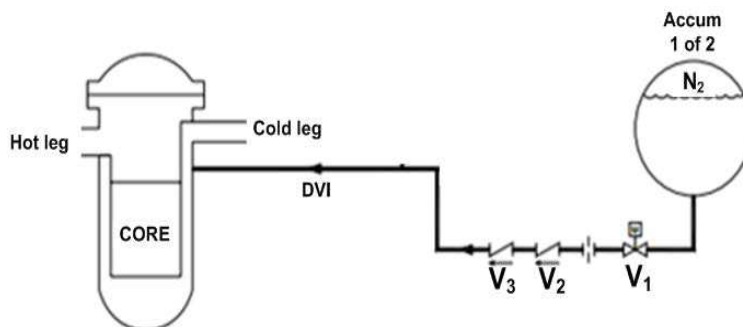 Accum
1 of 2
N₂
Hot leg
Cold leg
DVI
CORE
V₃
V₂
V₁